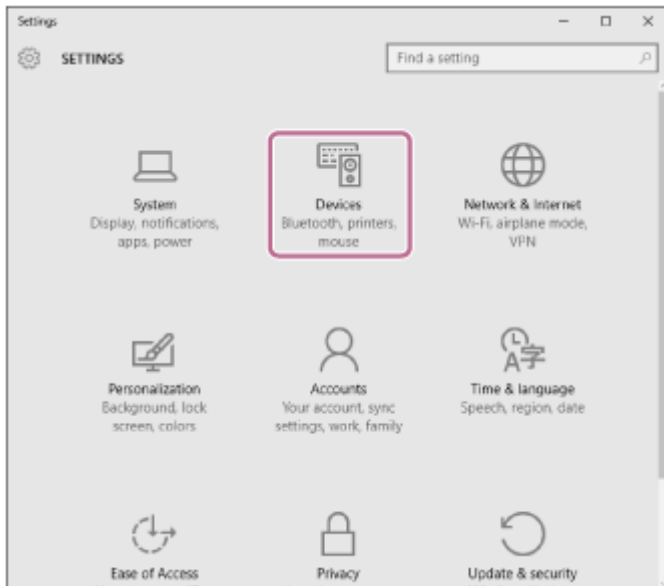 Settings
SETTINGS
Find a setting
System
Display, notifications,
apps, power
Devices
Bluetooth, printers,
mouse
Network & Internet
Wi-Fi, airplane mode,
VPN
Personalization
Background, lock
screen, colors
Accounts
Your account, sync
settings, work, family
A字
Time & language
Speech, region, date
Ease of Access
Privacy
Update & security